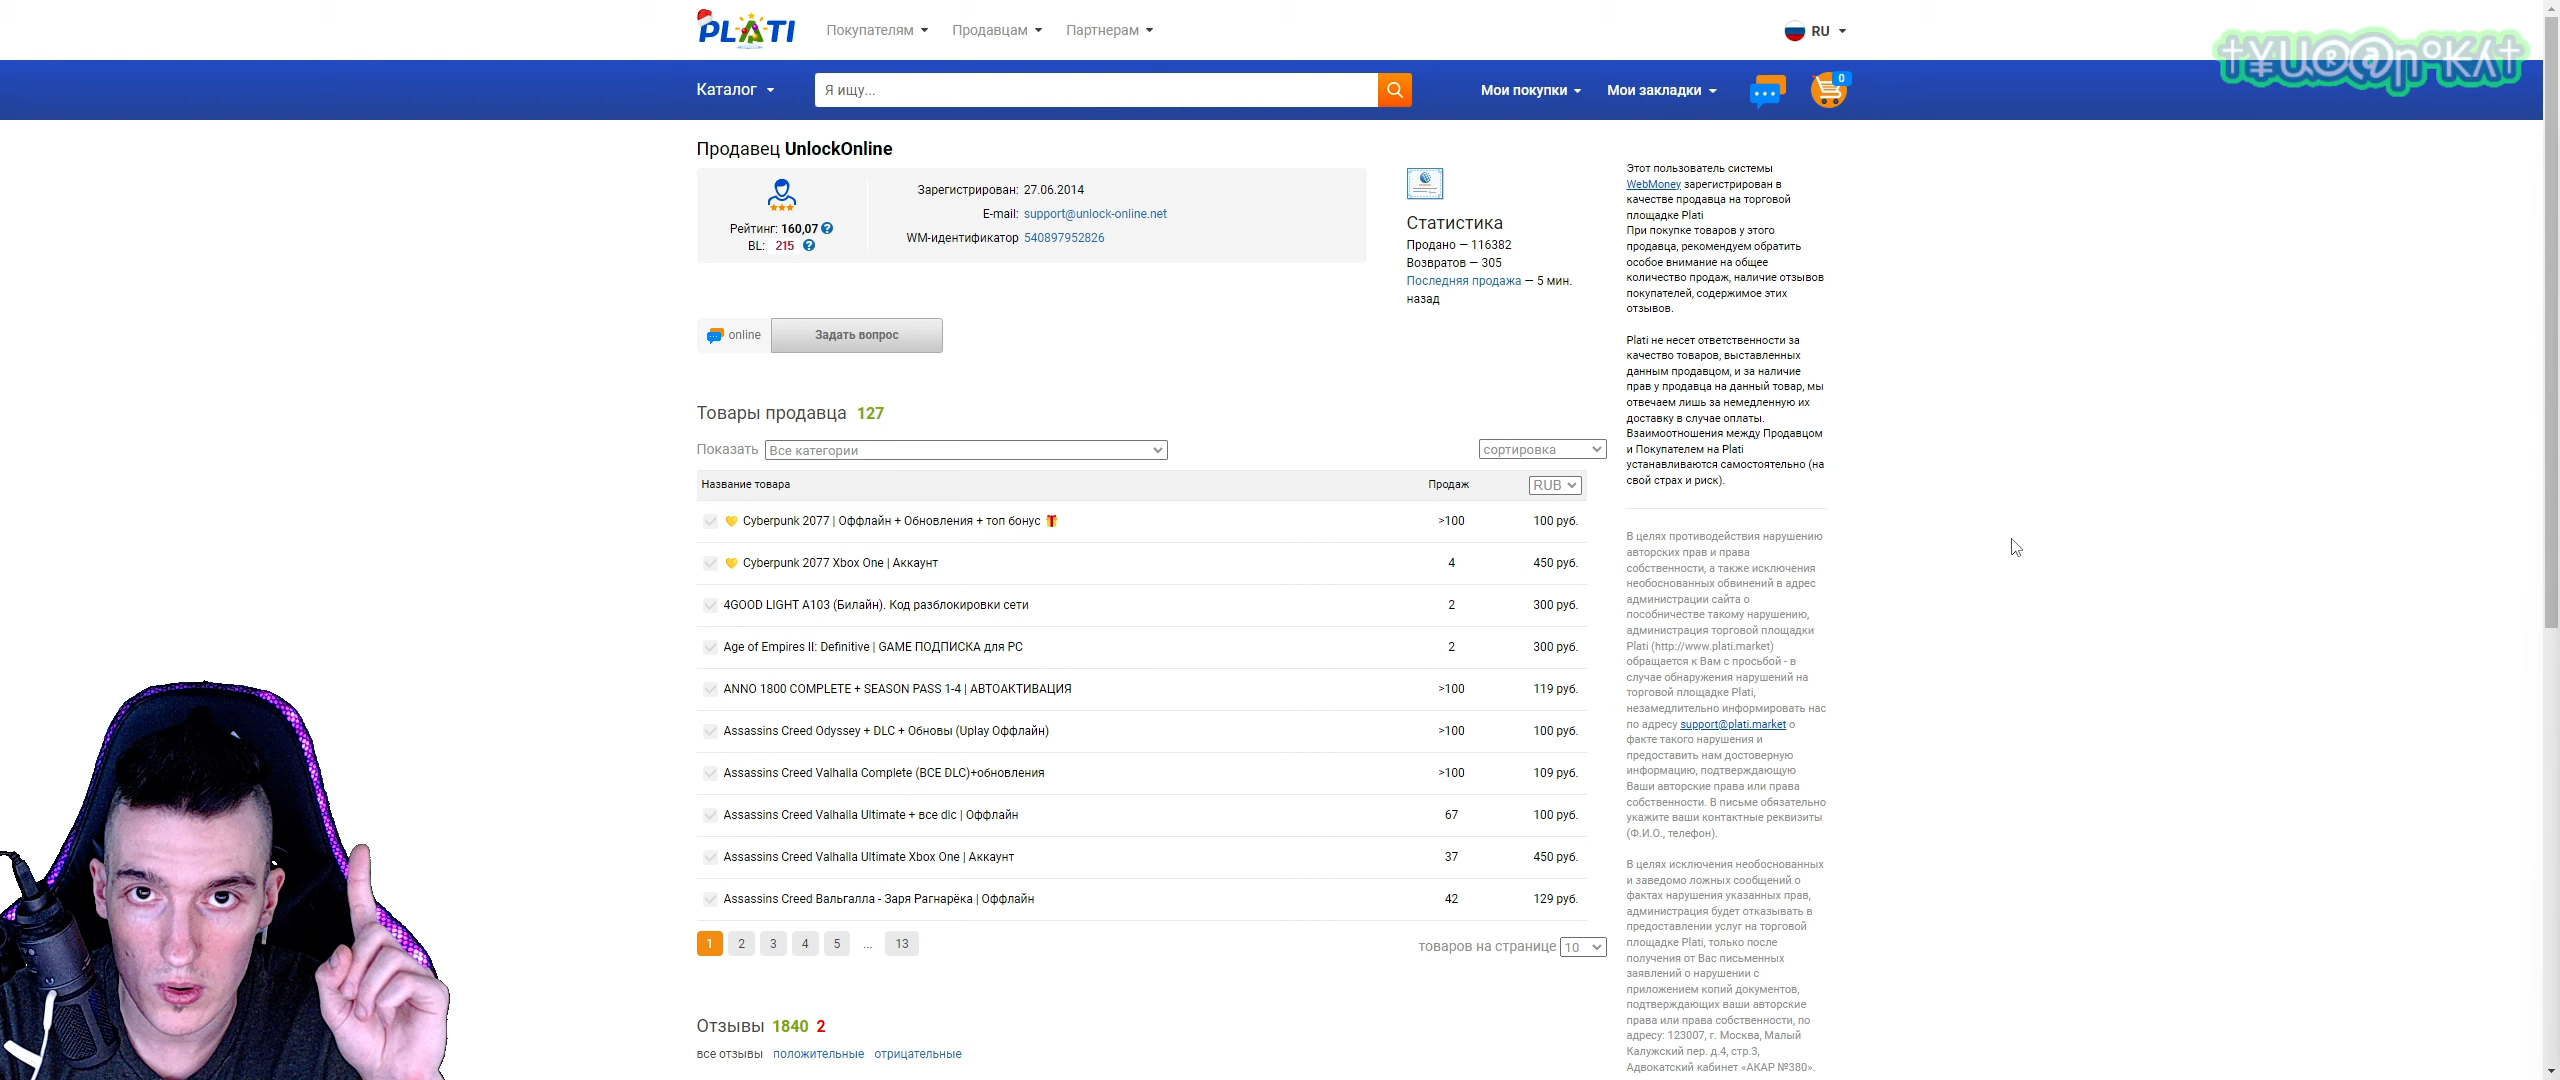 PLATI
Покупателям
Продавцам
Партнерам
RU
Каталог
Я ищу...
Мои покупки
Мои закладки
0
Продавец UnlockOnline
Рейтинг: 160,07 ?
BL: 215 ?
Зарегистрирован: 27.06.2014
E-mail: support@unlock-online.net
WM-идентификатор 540897952826
Статистика
Продано — 116382
Возвратов — 305
Последняя продажа — 5 мин.
назад
online
Задать вопрос
Товары продавца 127
Показать Все категории
сортировка
Название товара Продаж RUB
Cyberpunk 2077 | Оффлайн + Обновления + топ бонус >100 100 руб.
Cyberpunk 2077 Xbox One | Аккаунт 4 450 руб.
4GOOD LIGHT A103 (Билайн). Код разблокировки сети 2 300 руб.
Age of Empires II: Definitive | GAME ПОДПИСКА для PC 2 300 руб.
ANNO 1800 COMPLETE + SEASON PASS 1-4 | АВТОАКТИВАЦИЯ >100 119 руб.
Assassins Creed Odyssey + DLC + Обновы (Uplay Оффлайн) >100 100 руб.
Assassins Creed Valhalla Complete (ВСЕ DLC)+обновления >100 109 руб.
Assassins Creed Valhalla Ultimate + все dlc | Оффлайн 67 100 руб.
Assassins Creed Valhalla Ultimate Xbox One | Аккаунт 37 450 руб.
Assassins Creed Вальгалла - Заря Рагнарёка | Оффлайн 42 129 руб.
1 2 3 4 5 ... 13
товаров на странице 10
Отзывы 1840 2
все отзывы положительные отрицательные
Этот пользователь системы
WebMoney зарегистрирован в
качестве продавца на торговой
площадке Plati
При покупке товаров у этого
продавца, рекомендуем обратить
особое внимание на общее
количество продаж, наличие отзывов
покупателей, содержимое этих
отзывов.
Plati не несет ответственности за
качество товаров, выставленных
данным продавцом, и за наличие
прав у продавца на данный товар, мы
отвечаем лишь за немедленную их
доставку в случае оплаты.
Взаимоотношения между Продавцом
и Покупателем на Plati
устанавливаются самостоятельно (на
свой страх и риск).
В целях противодействия нарушению
авторских прав и права
собственности, а также исключения
необоснованных обвинений в адрес
администрации сайта о
пособничестве такому нарушению,
администрация торговой площадки
Plati (http://www.plati.market)
обращается к Вам с просьбой - в
случае обнаружения нарушений на
торговой площадке Plati,
незамедлительно информировать нас
по адресу support@plati.market о
факте такого нарушения и
предоставить нам достоверную
информацию, подтверждающую
Ваши авторские права или права
собственности. В письме обязательно
укажите ваши контактные реквизиты
(Ф.И.О., телефон).
В целях исключения необоснованных
и заведомо ложных сообщений о
фактах нарушения указанных прав,
администрация будет отказывать в
предоставлении услуг на торговой
площадке Plati, только после
получения от Вас письменных
заявлений о нарушении с
приложением копий документов,
подтверждающих ваши авторские
права или права собственности, по
адресу: 123007, г. Москва, Малый
Калужский пер. д.4, стр.3,
Адвокатский кабинет «АКАР №380».